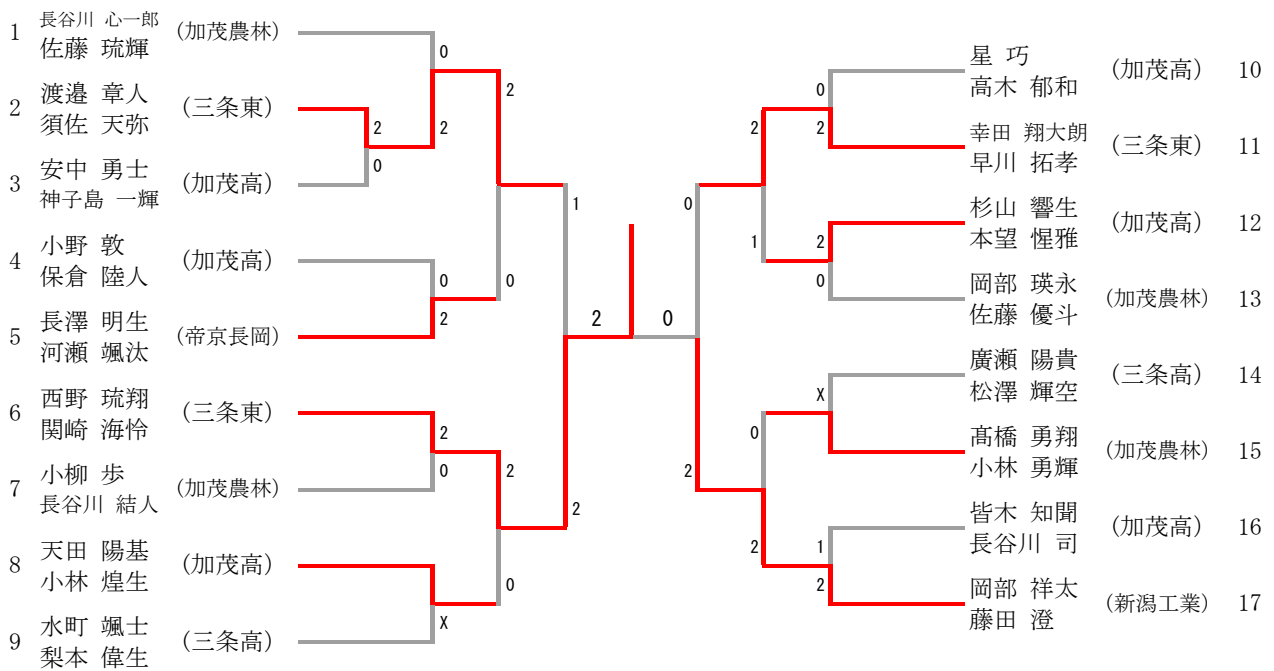 1 長谷川 心一郎 (加茂農林)
佐藤 琉輝
0
2
2 渡邉 章人 (三条東)
須佐 天弥
2
2
0
3 安中 勇士 (加茂高)
神子島 一輝
1
4 小野 敦 (加茂高)
保倉 陸人
0
0
2
5 長澤 明生 (帝京長岡)
河瀬 颯汰
6 西野 琉翔 (三条東)
関崎 海怜
2
0
2
7 小柳 歩 (加茂農林)
長谷川 結人
2
8 天田 陽基 (加茂高)
小林 煌生
0
X
9 水町 颯士 (三条高)
梨本 偉生
2 0
星 巧 (加茂高) 10
高木 郁和
0
2
2
幸田 翔大朗 (三条東) 11
早川 拓孝
0
杉山 響生 (加茂高) 12
本望 惺雅
1
2
0
岡部 瑛永 (加茂農林) 13
佐藤 優斗
廣瀬 陽貴 (三条高) 14
松澤 輝空
X
0
髙橋 勇翔 (加茂農林) 15
小林 勇輝
2
皆木 知聞 (加茂高) 16
長谷川 司
2
1
2
岡部 祥太 (新潟工業) 17
藤田 澄